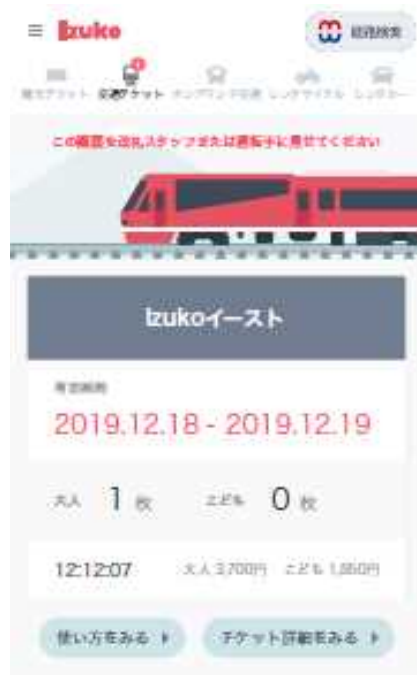 Izuko
経路検索
1
交通チケット
この画面を改札スタッフまたは運転手に見せてください
Izukoイースト
有効期間
2019.12.18 - 2019.12.19
大人 1 枚 こども 0 枚
12:12:07 大人 3,700円 こども 1,850円
使い方をみる
チケット詳細をみる